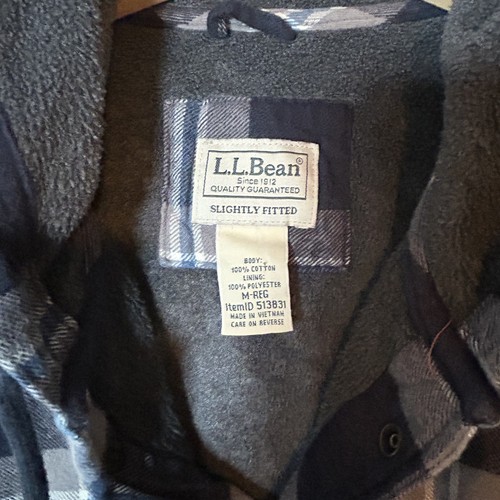 L.L.Bean®
Since 1912
QUALITY GUARANTEED
SLIGHTLY FITTED
BODY:
100% COTTON
LINING:
100% POLYESTER
M-REG
ItemID 513831
MADE IN VIETNAM
CARE ON REVERSE